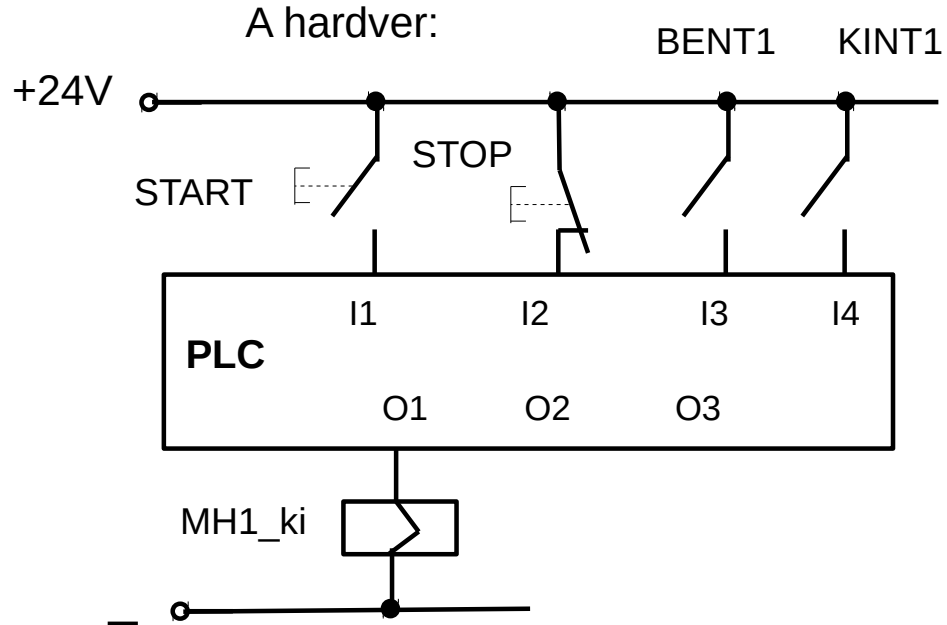 A hardver:
BENT1 KINT1
+24V
STOP
START
I1 I2 I3 I4
PLC
O1 O2 O3
MH1_ki
–